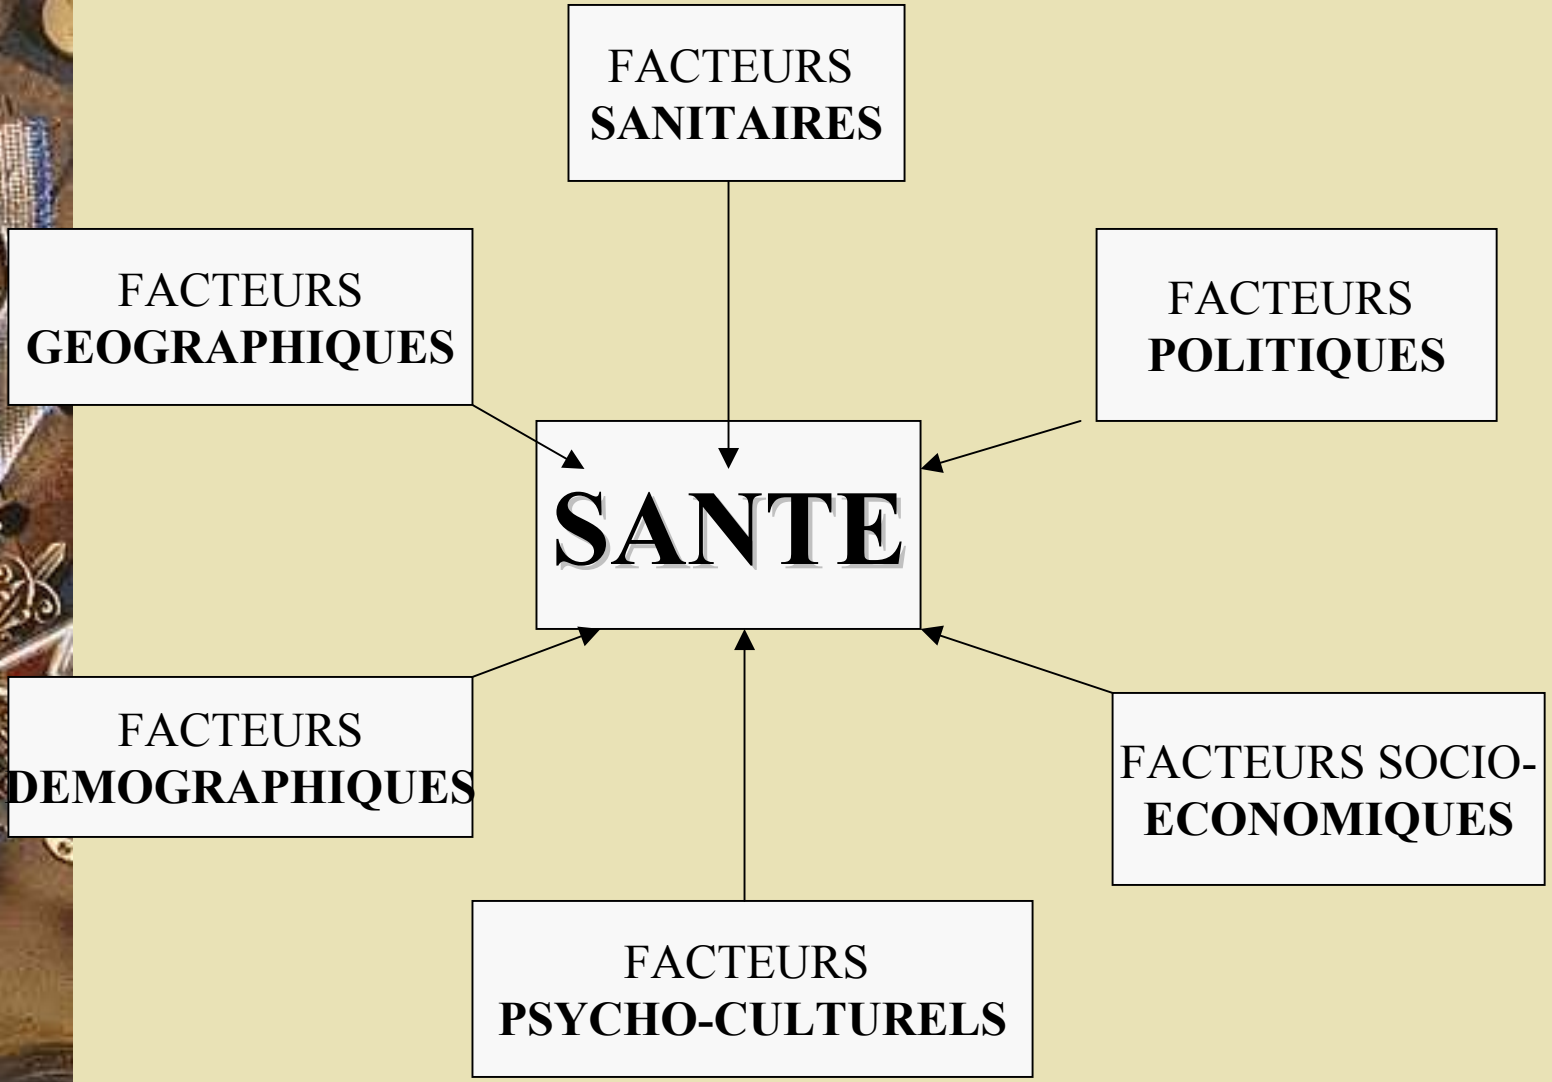 FACTEURS
SANITAIRES
FACTEURS
GEOGRAPHIQUES
FACTEURS
POLITIQUES
SANTE
FACTEURS
DEMOGRAPHIQUES
FACTEURS SOCIO-
ECONOMIQUES
FACTEURS
PSYCHO-CULTURELS